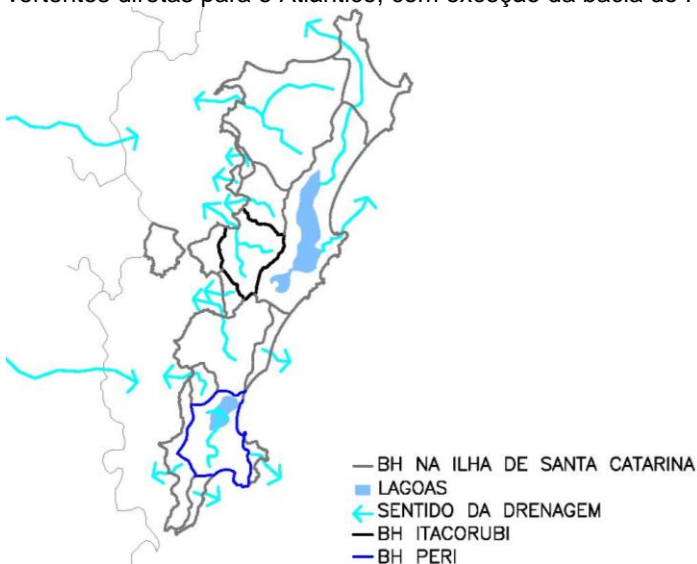 vertentes diretas para o Atlântico, com exceção da bacia do
BH NA ILHA DE SANTA CATARINA
LAGOAS
SENTIDO DA DRENAGEM
BH ITACORUBI
BH PERI